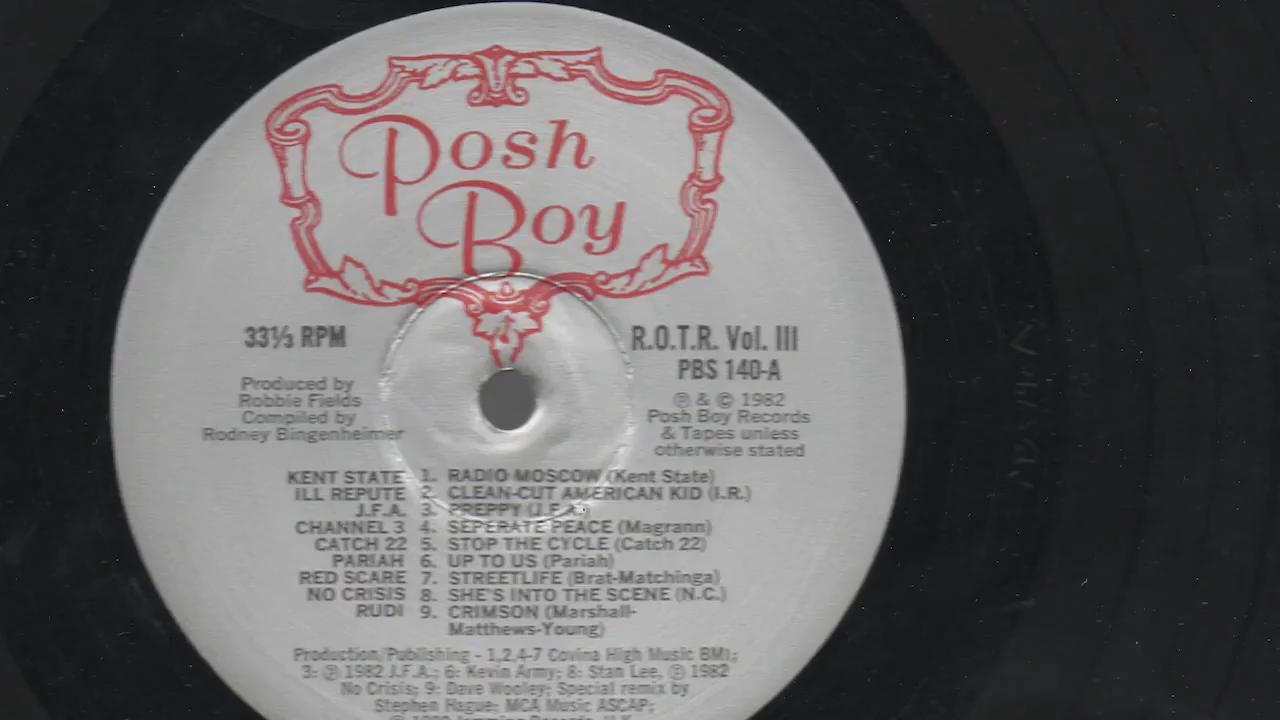 Posh
Boy
33⅓ RPM
R.O.T.R. Vol. III
PBS 140-A
Produced by
Robbie Fields
Compiled by
Rodney Bingenheimer
℗ & © 1982
Posh Boy Records
& Tapes unless
otherwise stated
KENT STATE 1. RADIO MOSCOW (Kent State)
ILL REPUTE 2. CLEAN-CUT AMERICAN KID (I.R.)
J.F.A. 3. PREPPY (J.F.A.)
CHANNEL 3 4. SEPERATE PEACE (Magrann)
CATCH 22 5. STOP THE CYCLE (Catch 22)
PARIAH 6. UP TO US (Pariah)
RED SCARE 7. STREETLIFE (Brat-Matchinga)
NO CRISIS 8. SHE'S INTO THE SCENE (N.C.)
RUDI 9. CRIMSON (Marshall-
Matthews-Young)
Production/Publishing - 1,2,4-7 Covina High Music BMI;
3: ℗ 1982 J.F.A.; 6: Kevin Army; 8: Stan Lee, ℗ 1982
No Crisis; 9: Dave Wooley; Special remix by
Stephen Hague; MCA Music ASCAP;
Jamming Records, U.K.